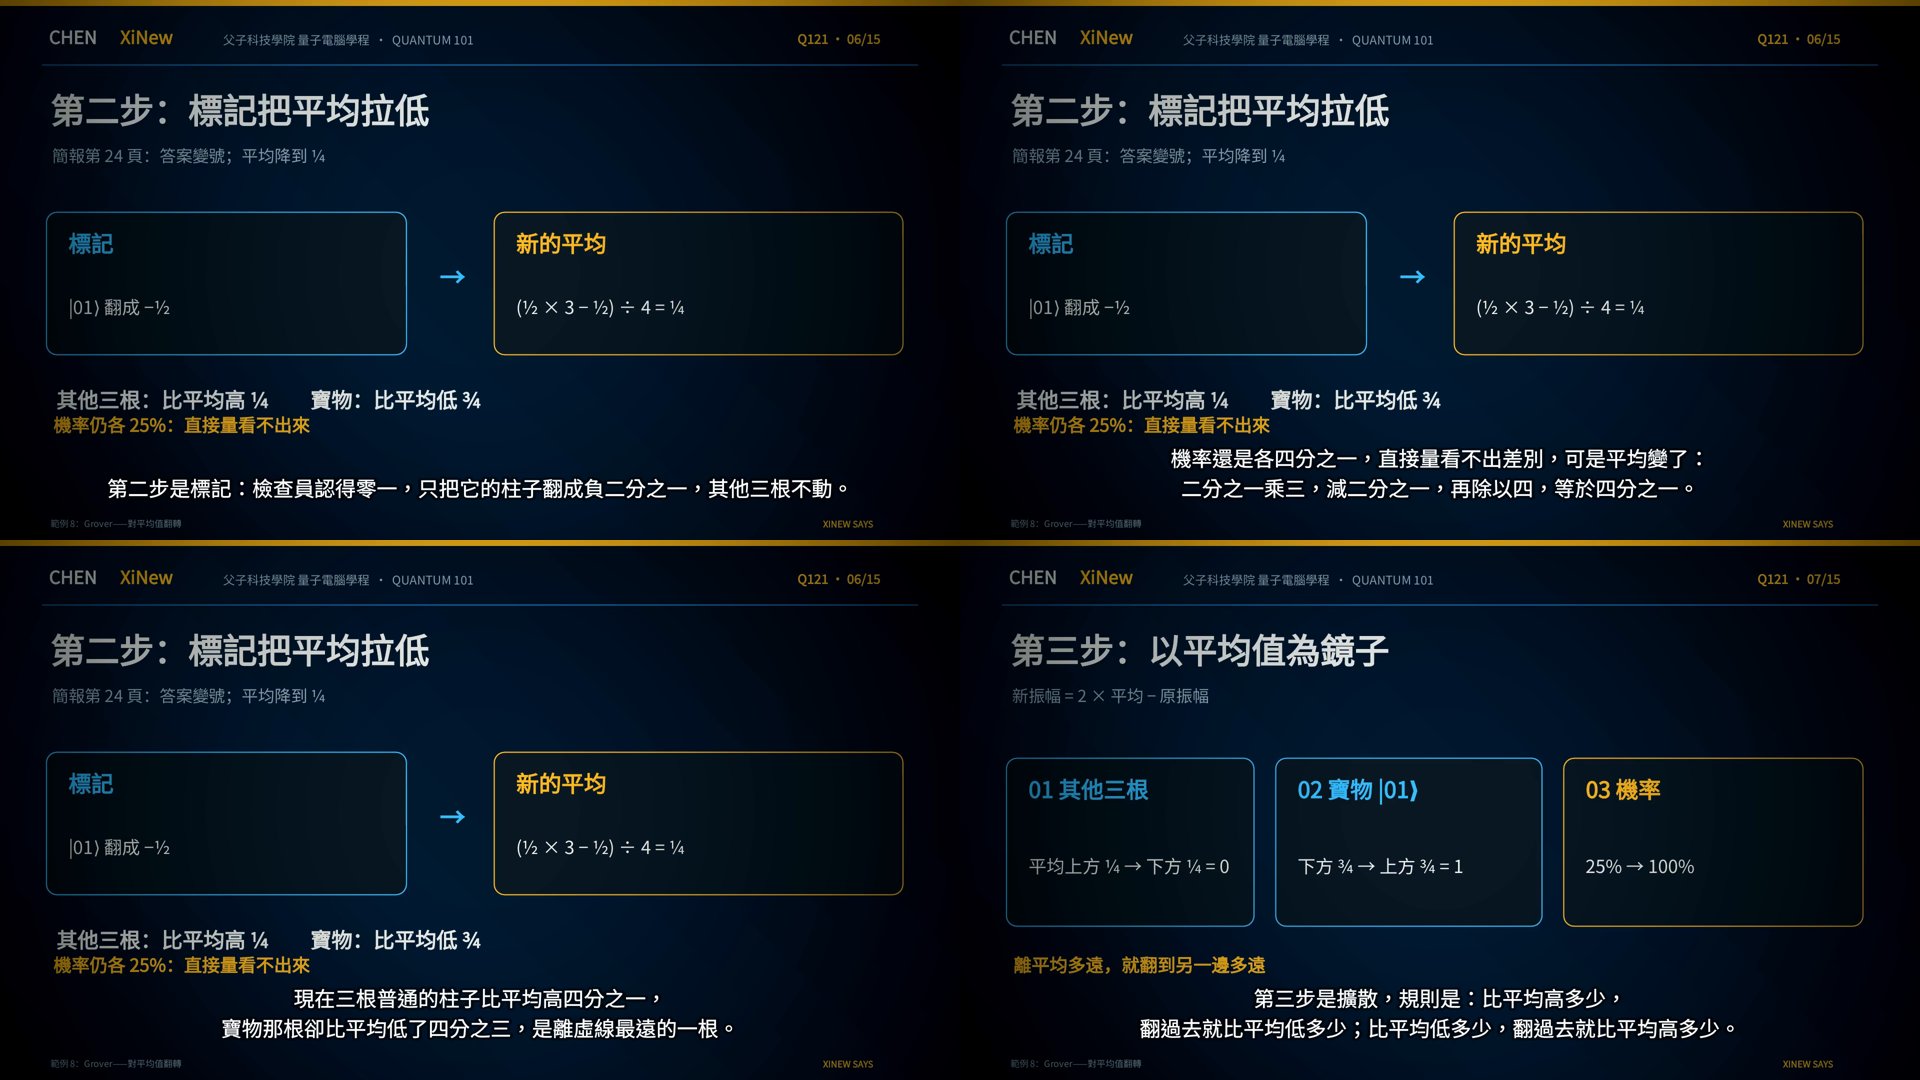 CHEN XiNew 父子科技學院 量子電腦學程 · QUANTUM 101 Q121 · 06/15
第二步：標記把平均拉低
簡報第 24 頁：答案變號；平均降到 ¼
標記 → 新的平均
|01⟩ 翻成 −½
(½ × 3 − ½) ÷ 4 = ¼
其他三根：比平均高 ¼ 寶物：比平均低 ¾
機率仍各 25%：直接量看不出來
第二步是標記：檢查員認得零一，只把它的柱子翻成負二分之一，其他三根不動。
範例 8：Grover——對平均值翻轉 XINEW SAYS
CHEN XiNew 父子科技學院 量子電腦學程 · QUANTUM 101 Q121 · 06/15
第二步：標記把平均拉低
簡報第 24 頁：答案變號；平均降到 ¼
標記 → 新的平均
|01⟩ 翻成 −½
(½ × 3 − ½) ÷ 4 = ¼
其他三根：比平均高 ¼ 寶物：比平均低 ¾
機率仍各 25%：直接量看不出來
機率還是各四分之一，直接量看不出差別，可是平均變了：
二分之一乘三，減二分之一，再除以四，等於四分之一。
範例 8：Grover——對平均值翻轉 XINEW SAYS
CHEN XiNew 父子科技學院 量子電腦學程 · QUANTUM 101 Q121 · 06/15
第二步：標記把平均拉低
簡報第 24 頁：答案變號；平均降到 ¼
標記 → 新的平均
|01⟩ 翻成 −½
(½ × 3 − ½) ÷ 4 = ¼
其他三根：比平均高 ¼ 寶物：比平均低 ¾
機率仍各 25%：直接量看不出來
現在三根普通的柱子比平均高四分之一，
寶物那根卻比平均低了四分之三，是離虛線最遠的一根。
範例 8：Grover——對平均值翻轉 XINEW SAYS
CHEN XiNew 父子科技學院 量子電腦學程 · QUANTUM 101 Q121 · 07/15
第三步：以平均值為鏡子
新振幅 = 2 × 平均 − 原振幅
01 其他三根
平均上方 ¼ → 下方 ¼ = 0
02 寶物 |01⟩
下方 ¾ → 上方 ¾ = 1
03 機率
25% → 100%
離平均多遠，就翻到另一邊多遠
第三步是擴散，規則是：比平均高多少，
翻過去就比平均低多少；比平均低多少，翻過去就比平均高多少。
範例 8：Grover——對平均值翻轉 XINEW SAYS